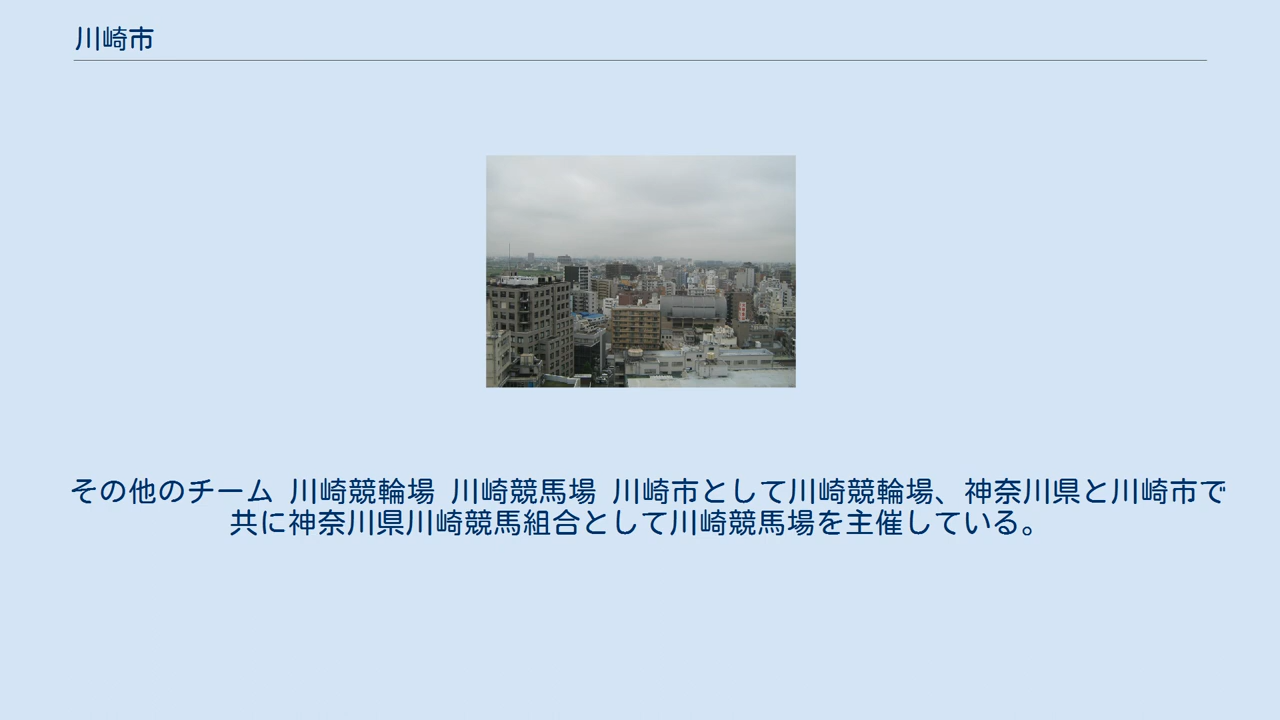 川崎市
その他のチーム 川崎競輪場 川崎競馬場 川崎市として川崎競輪場、神奈川県と川崎市で
共に神奈川県川崎競馬組合として川崎競馬場を主催している。